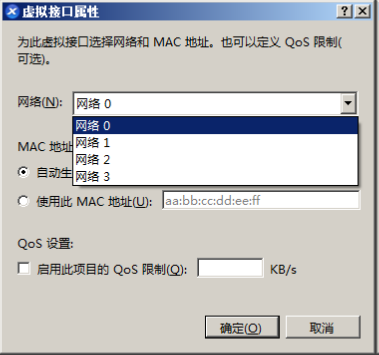 虚拟接口属性
为此虚拟接口选择网络和 MAC 地址。也可以定义 QoS 限制(
可选)。
网络(N): 网络 0
网络 0
网络 1
网络 2
网络 3
MAC 地址
自动生
使用此 MAC 地址(U): aa:bb:cc:dd:ee:ff
QoS 设置:
启用此项目的 QoS 限制(Q): KB/s
确定(O) 取消